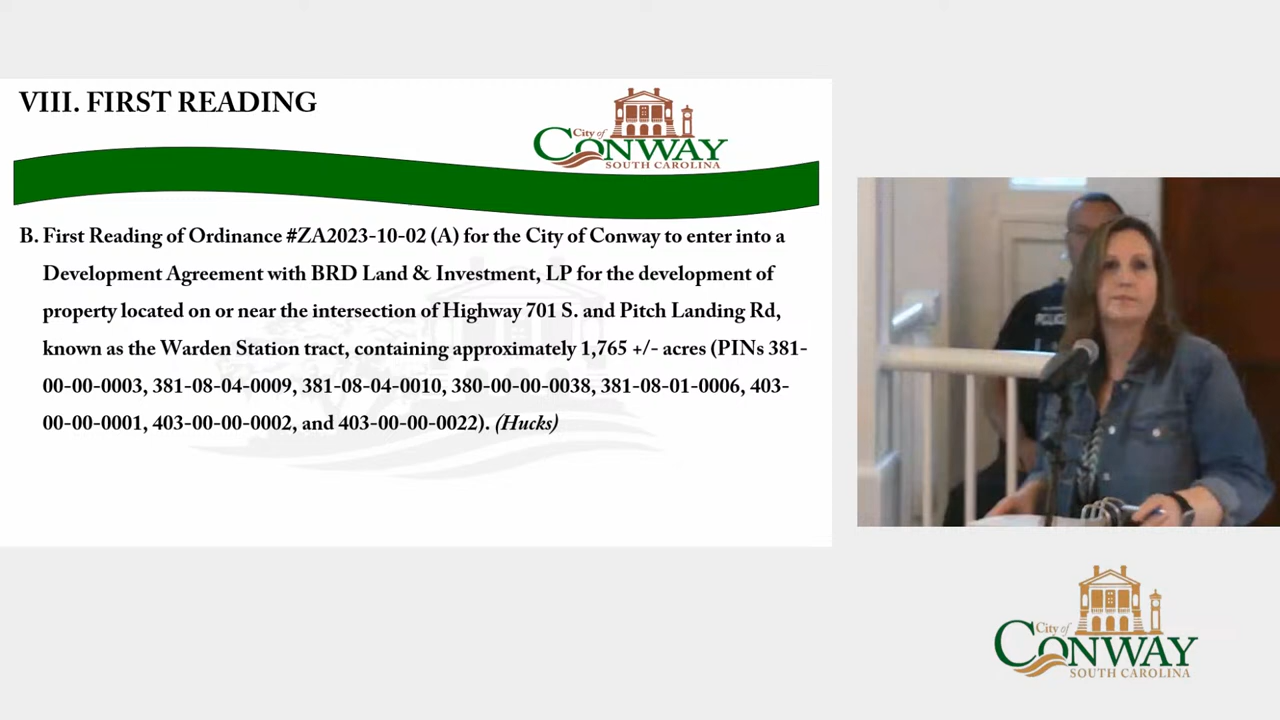 VIII. FIRST READING
City of
CONWAY
SOUTH CAROLINA
B. First Reading of Ordinance #ZA2023-10-02 (A) for the City of Conway to enter into a
Development Agreement with BRD Land & Investment, LP for the development of
property located on or near the intersection of Highway 701 S. and Pitch Landing Rd,
known as the Warden Station tract, containing approximately 1,765 +/- acres (PINs 381-
00-00-0003, 381-08-04-0009, 381-08-04-0010, 380-00-00-0038, 381-08-01-0006, 403-
00-00-0001, 403-00-00-0002, and 403-00-00-0022). (Hucks)
POLICE
City of
CONWAY
SOUTH CAROLINA